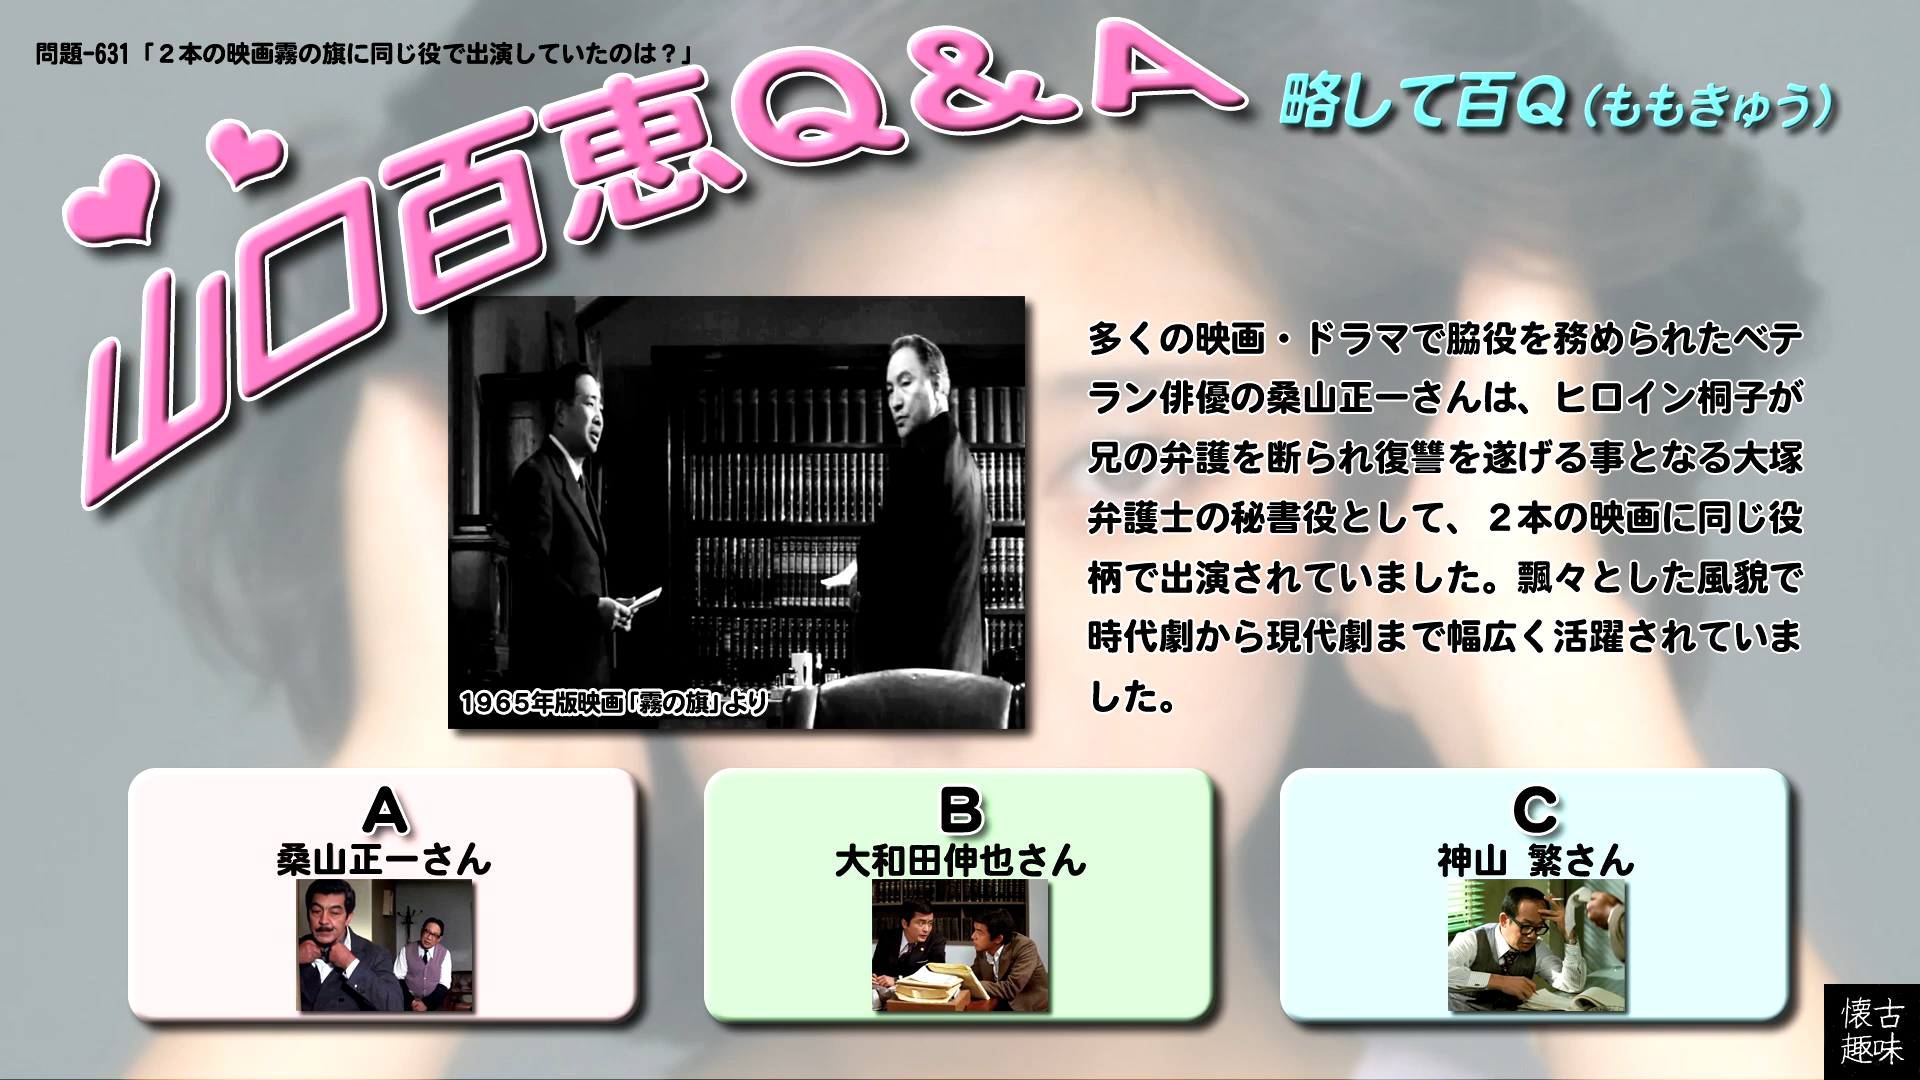 問題-631「２本の映画霧の旗に同じ役で出演していたのは？」
山口百恵Q&A
略して百Q（ももきゅう）
多くの映画・ドラマで脇役を務められたベテ
ラン俳優の桑山正一さんは、ヒロイン桐子が
兄の弁護を断られ復讐を遂げる事となる大塚
弁護士の秘書役として、２本の映画に同じ役
柄で出演されていました。飄々とした風貌で
時代劇から現代劇まで幅広く活躍されていま
した。
1965年版映画「霧の旗」より
A
桑山正一さん
B
大和田伸也さん
C
神山 繁さん
懐古
趣味